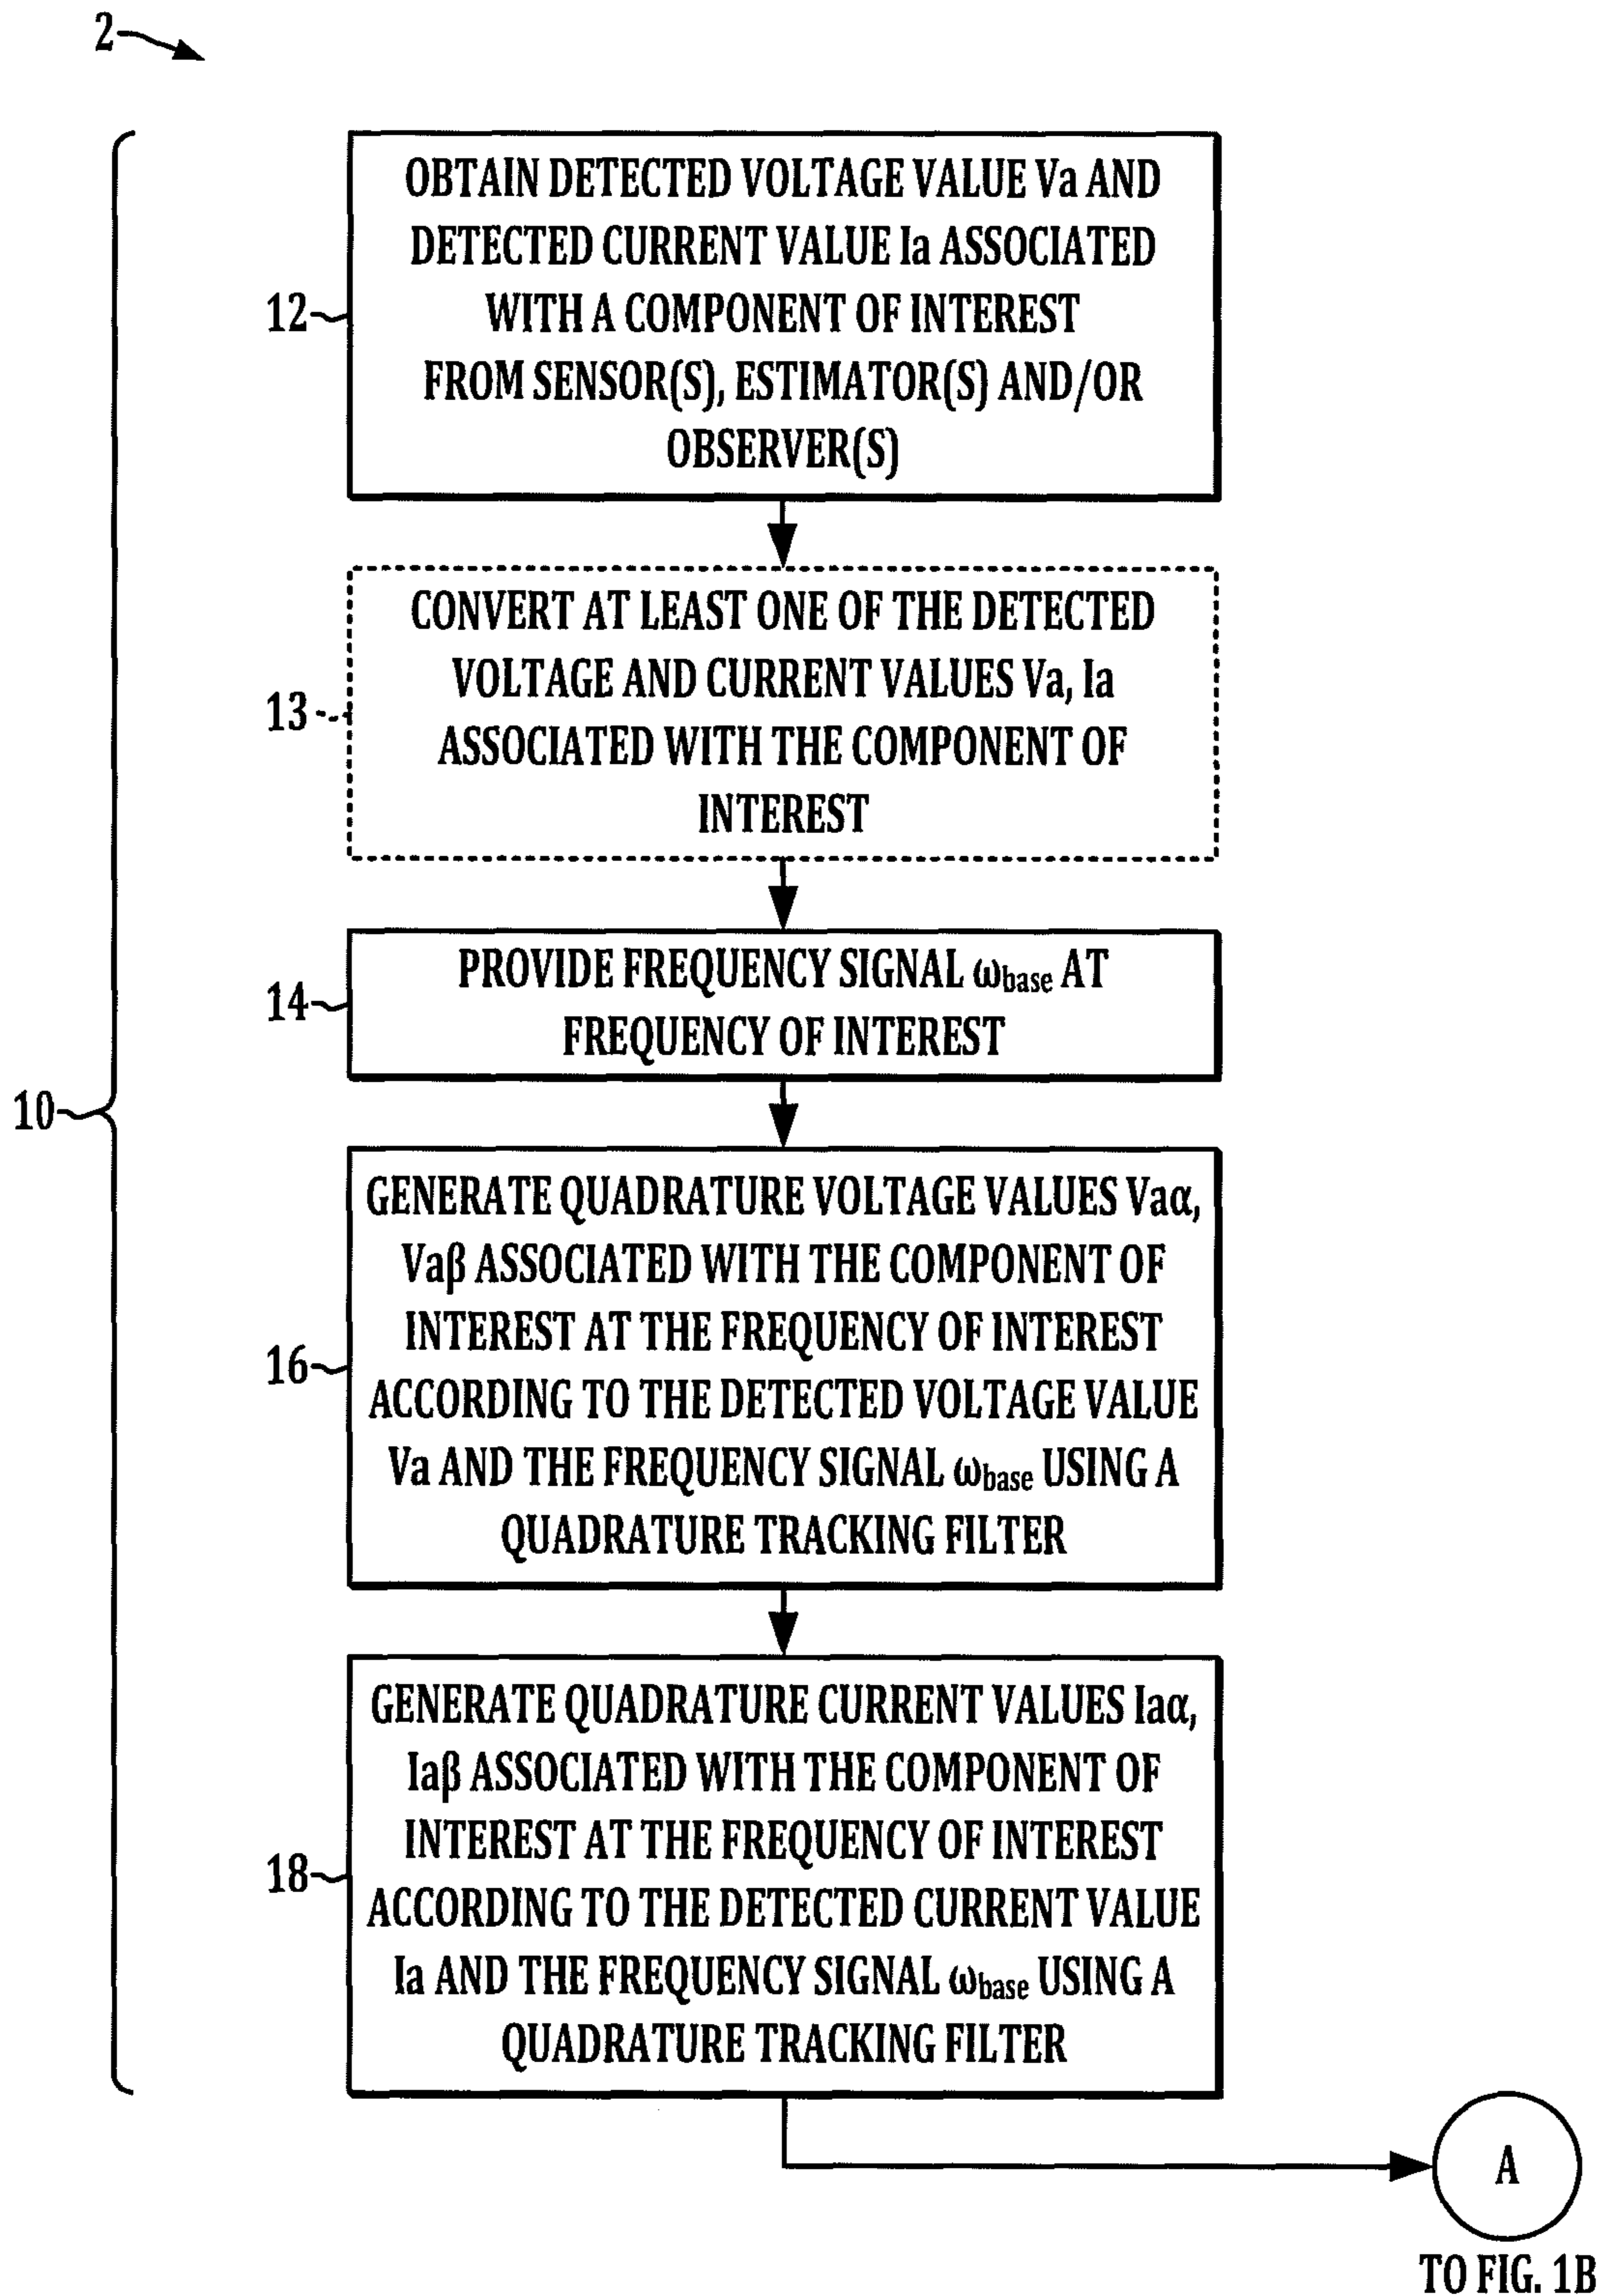 2
OBTAIN DETECTED VOLTAGE VALUE Va AND
DETECTED CURRENT VALUE Ia ASSOCIATED
WITH A COMPONENT OF INTEREST
FROM SENSOR(S), ESTIMATOR(S) AND/OR
OBSERVER(S)
12
CONVERT AT LEAST ONE OF THE DETECTED
VOLTAGE AND CURRENT VALUES Va, Ia
ASSOCIATED WITH THE COMPONENT OF
INTEREST
13
PROVIDE FREQUENCY SIGNAL ωbase AT
FREQUENCY OF INTEREST
14
10
GENERATE QUADRATURE VOLTAGE VALUES Vaα,
Vaβ ASSOCIATED WITH THE COMPONENT OF
INTEREST AT THE FREQUENCY OF INTEREST
ACCORDING TO THE DETECTED VOLTAGE VALUE
Va AND THE FREQUENCY SIGNAL ωbase USING A
QUADRATURE TRACKING FILTER
16
GENERATE QUADRATURE CURRENT VALUES Iaα,
Iaβ ASSOCIATED WITH THE COMPONENT OF
INTEREST AT THE FREQUENCY OF INTEREST
ACCORDING TO THE DETECTED CURRENT VALUE
Ia AND THE FREQUENCY SIGNAL ωbase USING A
QUADRATURE TRACKING FILTER
18
A
TO FIG. 1B